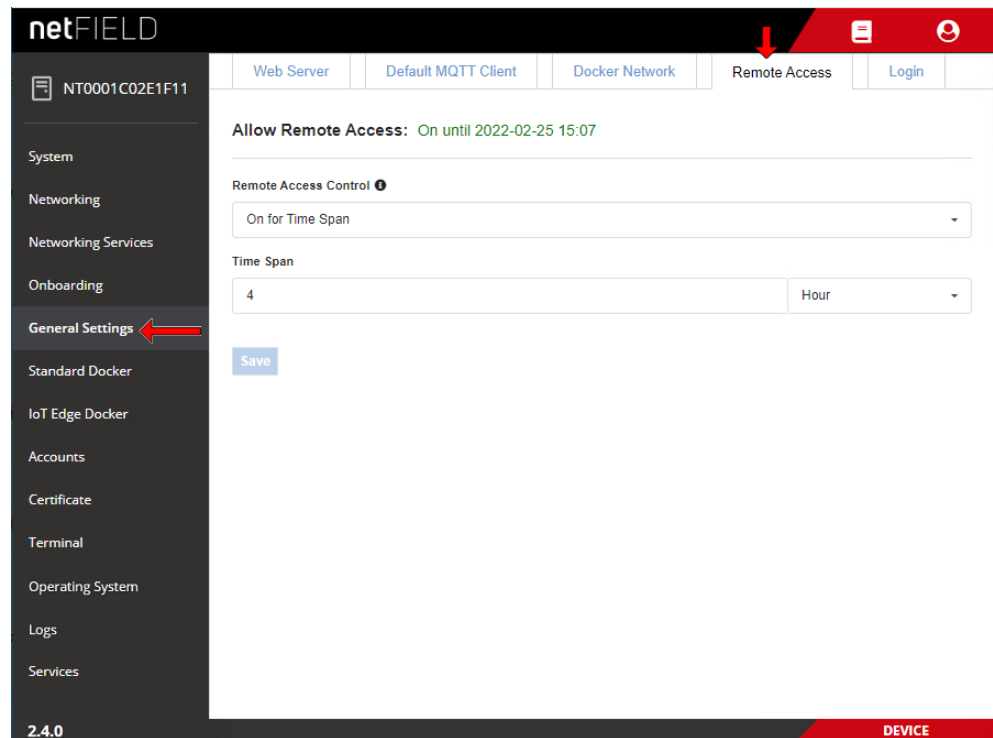 netFIELD
NT0001C02E1F11
System
Networking
Networking Services
Onboarding
General Settings
Standard Docker
IoT Edge Docker
Accounts
Certificate
Terminal
Operating System
Logs
Services
2.4.0
Web Server Default MQTT Client Docker Network Remote Access Login
Allow Remote Access: On until 2022-02-25 15:07
Remote Access Control
On for Time Span
Time Span
4 Hour
Save
DEVICE